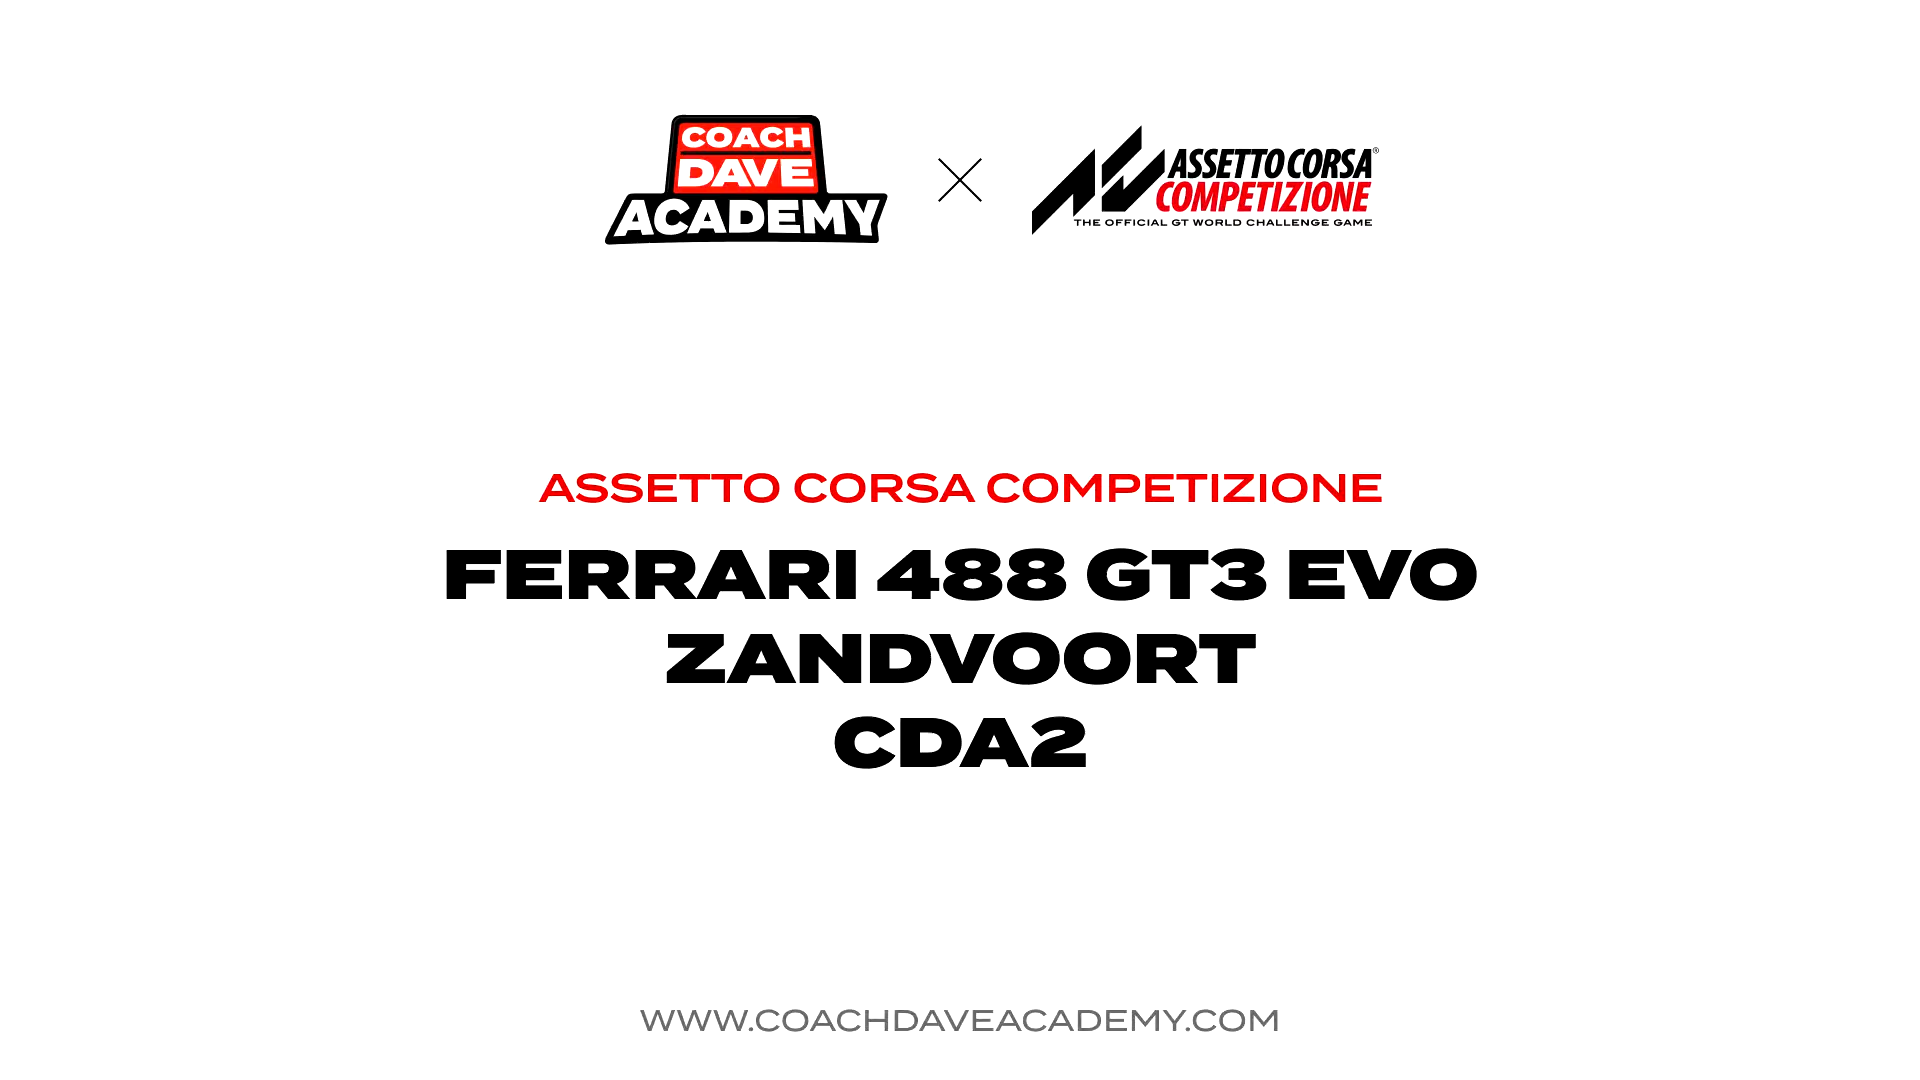 COACH
DAVE
ACADEMY
ASSETTO CORSA®
COMPETIZIONE
THE OFFICIAL GT WORLD CHALLENGE GAME
ASSETTO CORSA COMPETIZIONE
FERRARI 488 GT3 EVO
ZANDVOORT
CDA2
WWW.COACHDAVEACADEMY.COM